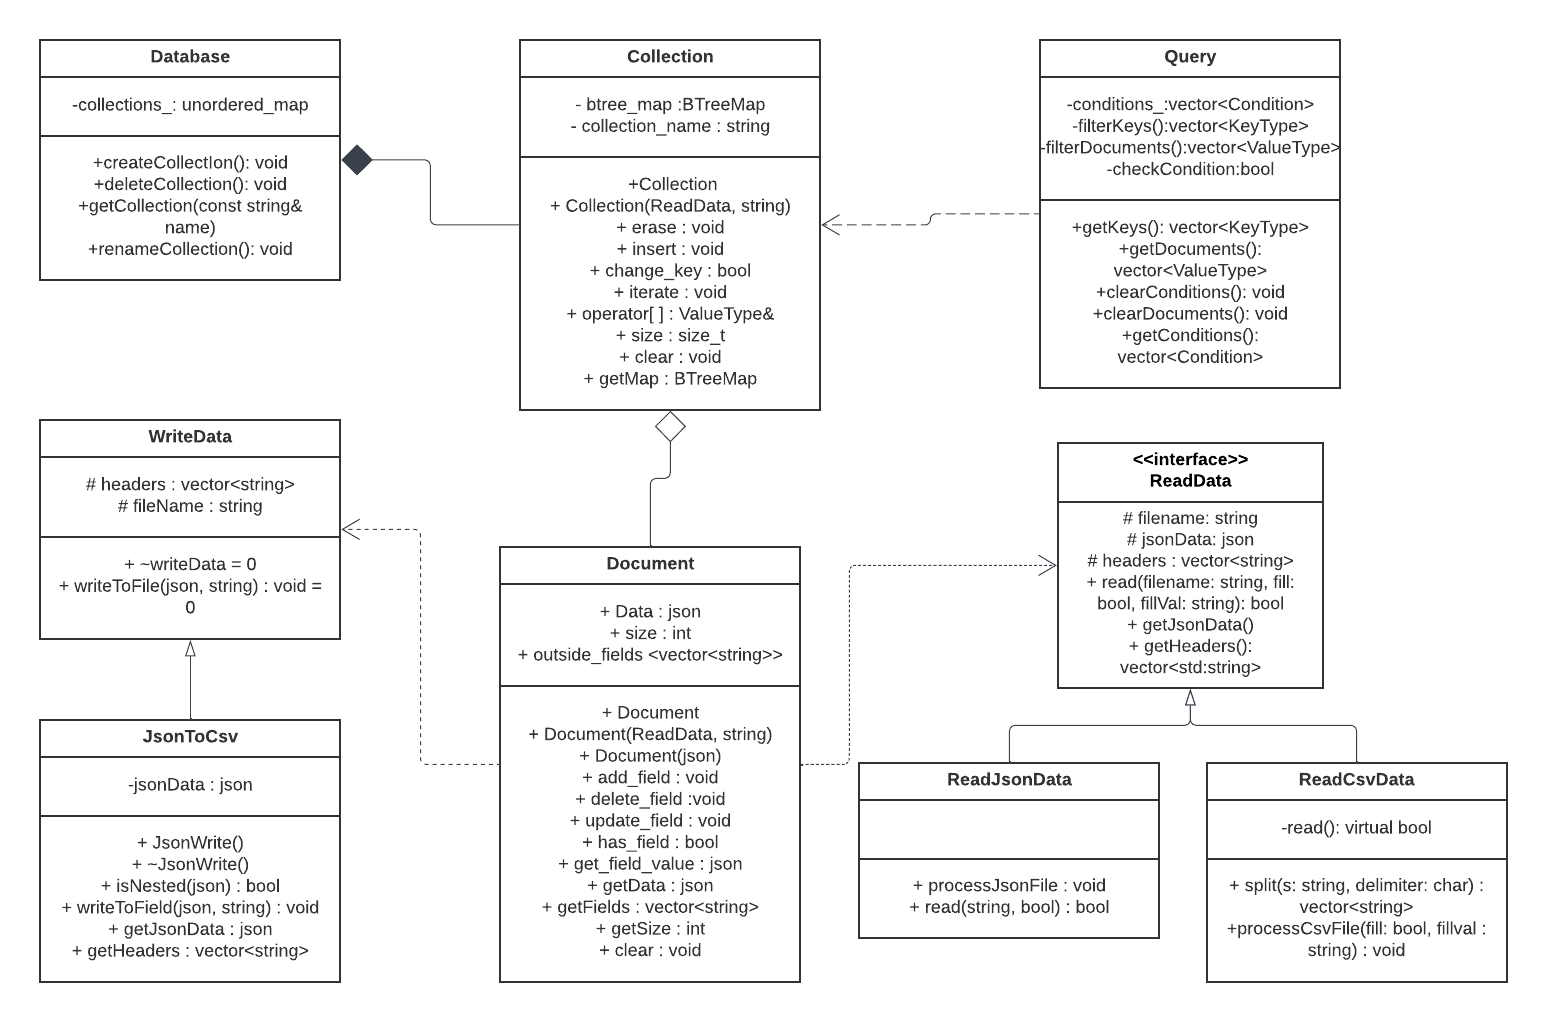 Database
-collections_: unordered_map
+createCollectIon(): void
+deleteCollection(): void
+getCollection(const string&
name)
+renameCollection(): void
Collection
- btree_map :BTreeMap
- collection_name : string
+Collection
+ Collection(ReadData, string)
+ erase : void
+ insert : void
+ change_key : bool
+ iterate : void
+ operator[ ] : ValueType&
+ size : size_t
+ clear : void
+ getMap : BTreeMap
Query
-conditions_:vector<Condition>
-filterKeys():vector<KeyType>
-filterDocuments():vector<ValueType>
-checkCondition:bool
+getKeys(): vector<KeyType>
+getDocuments():
vector<ValueType>
+clearConditions(): void
+clearDocuments(): void
+getConditions():
vector<Condition>
WriteData
# headers : vector<string>
# fileName : string
+ ~writeData = 0
+ writeToFile(json, string) : void =
0
<<interface>>
ReadData
# filename: string
# jsonData: json
# headers : vector<string>
+ read(filename: string, fill:
bool, fillVal: string): bool
+ getJsonData()
+ getHeaders():
vector<std:string>
Document
+ Data : json
+ size : int
+ outside_fields <vector<string>>
+ Document
+ Document(ReadData, string)
+ Document(json)
+ add_field : void
+ delete_field :void
+ update_field : void
+ has_field : bool
+ get_field_value : json
+ getData : json
+ getFields : vector<string>
+ getSize : int
+ clear : void
JsonToCsv
-jsonData : json
+ JsonWrite()
+ ~JsonWrite()
+ isNested(json) : bool
+ writeToField(json, string) : void
+ getJsonData : json
+ getHeaders : vector<string>
ReadJsonData
+ processJsonFile : void
+ read(string, bool) : bool
ReadCsvData
-read(): virtual bool
+ split(s: string, delimiter: char) :
vector<string>
+processCsvFile(fill: bool, fillval :
string) : void